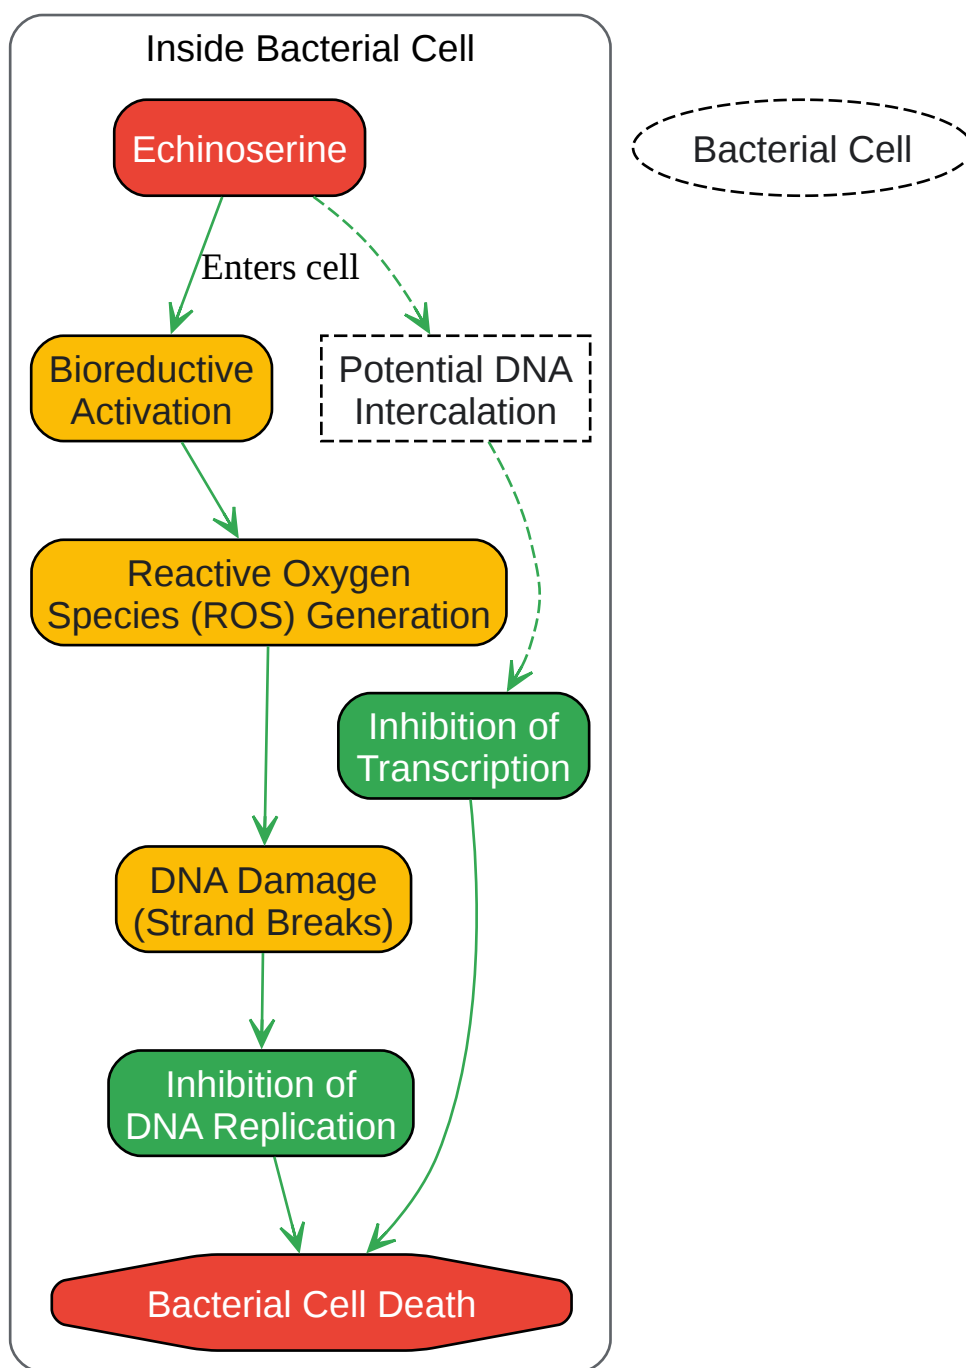 Inside Bacterial Cell
Echinoserine
Bacterial Cell
Enters cell
Bioreductive
Activation
Potential DNA
Intercalation
Reactive Oxygen
Species (ROS) Generation
Inhibition of
Transcription
DNA Damage
(Strand Breaks)
Inhibition of
DNA Replication
Bacterial Cell Death